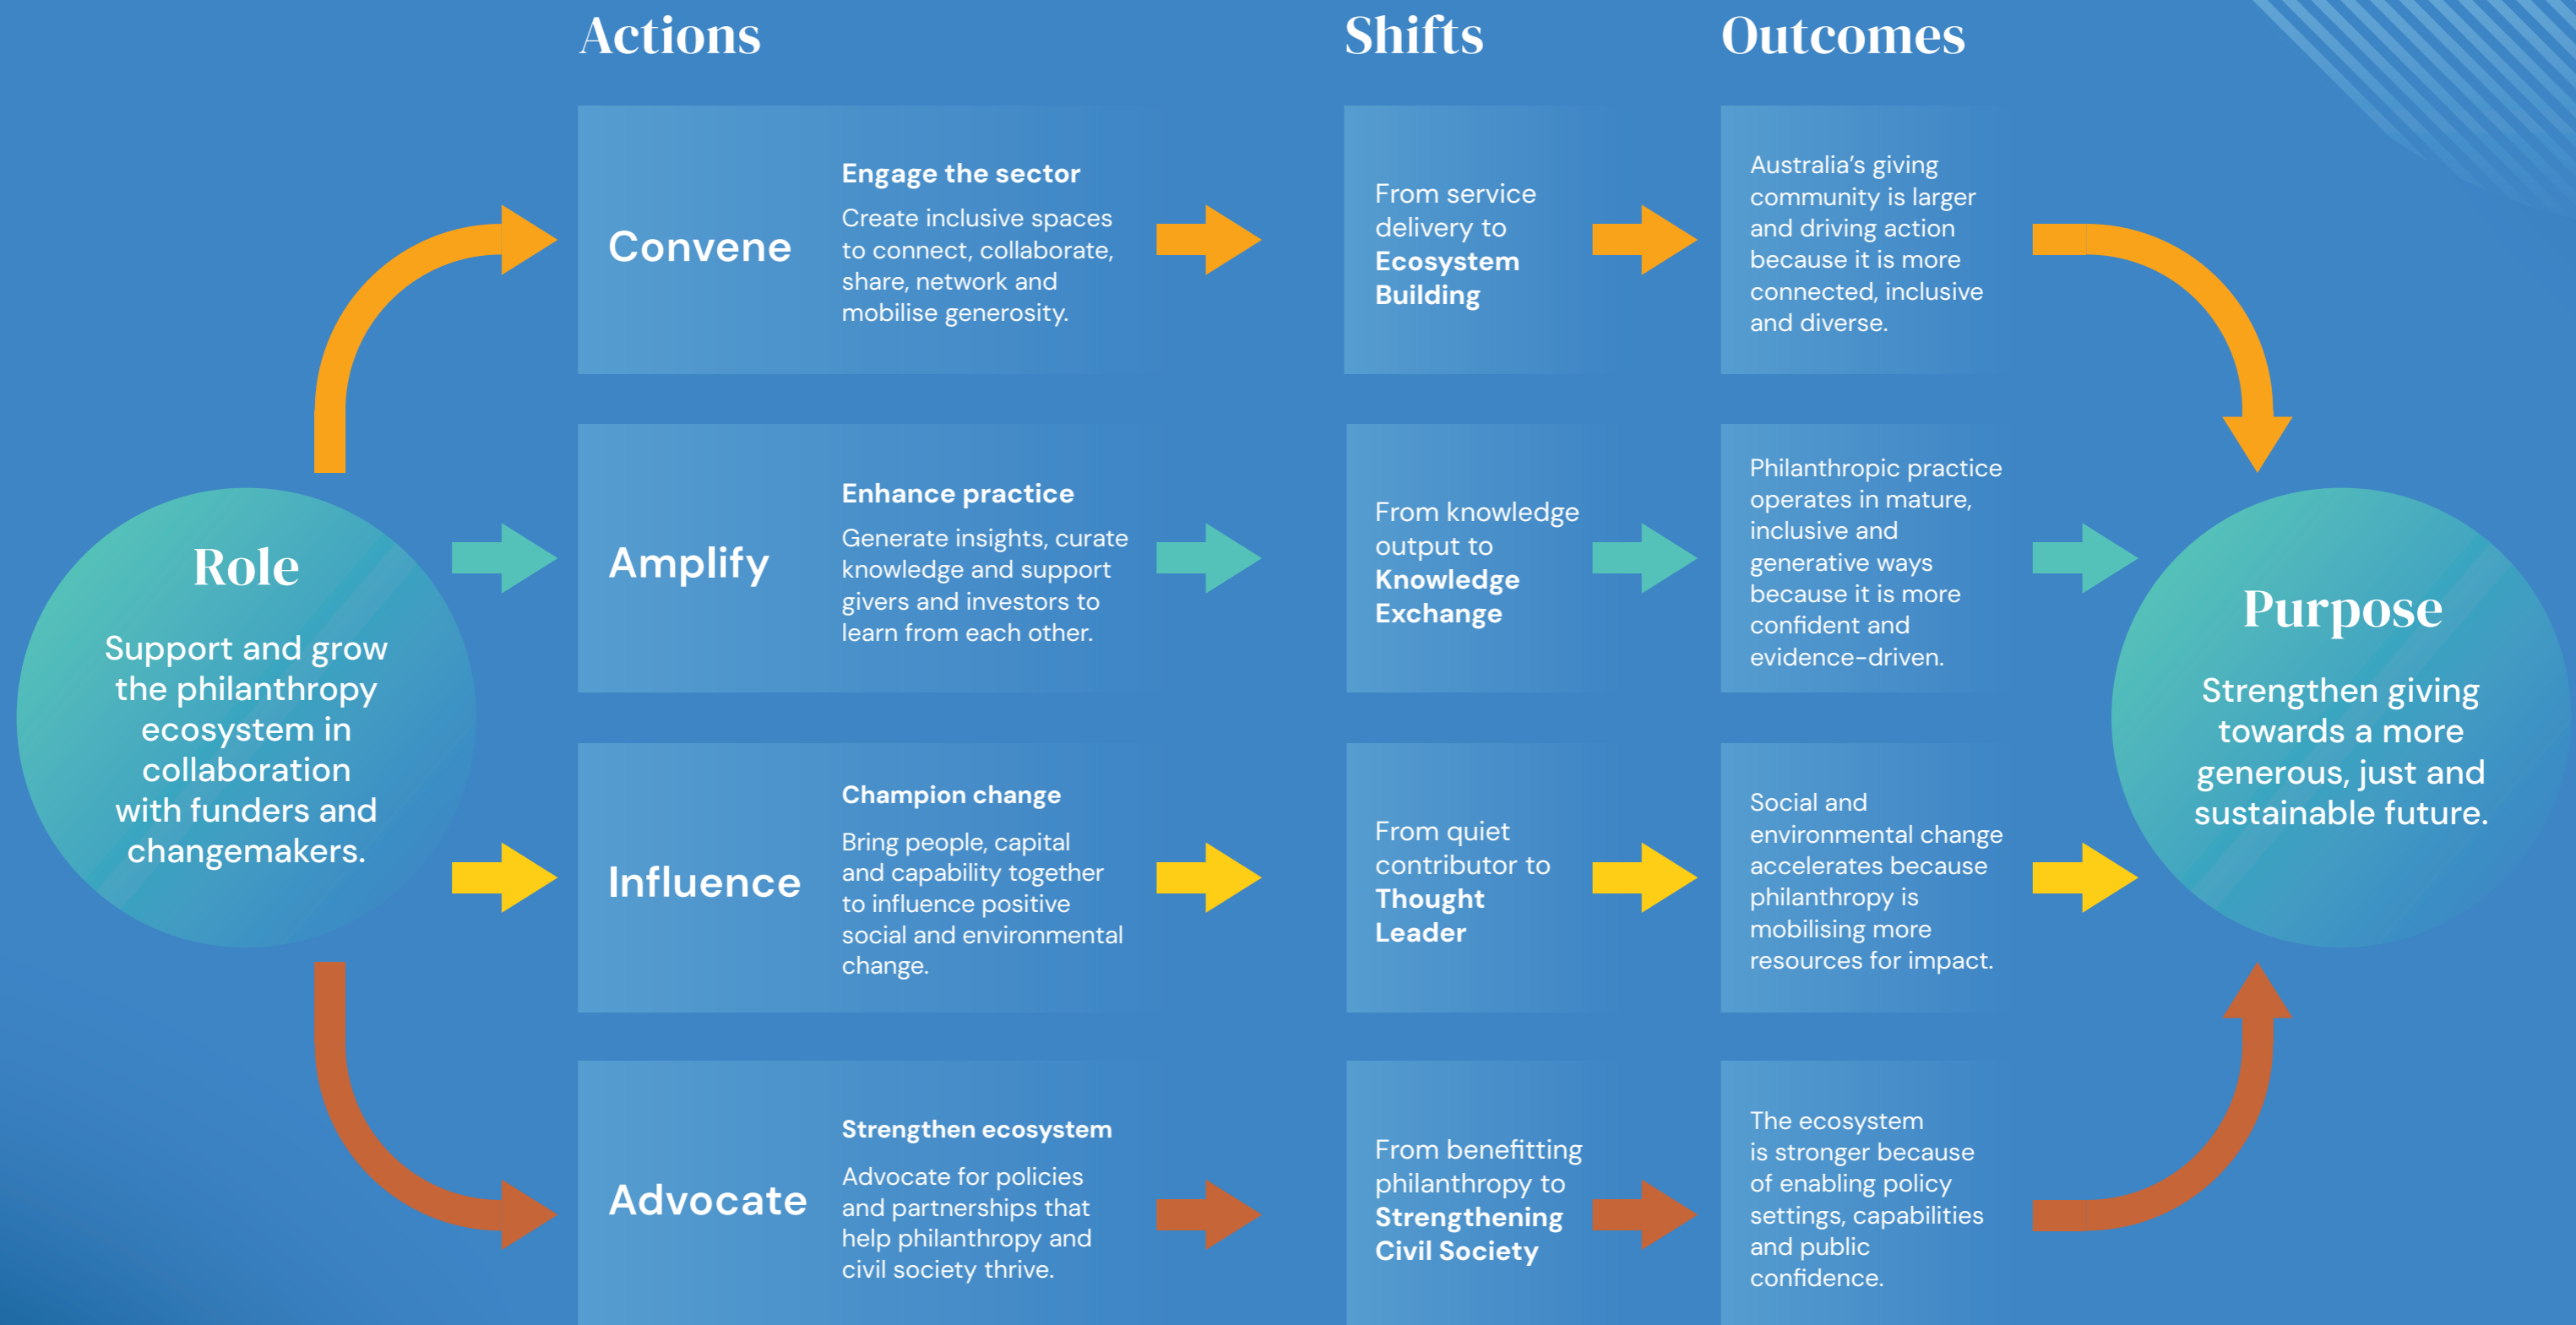 Actions
Shifts
Outcomes
Role
Support and grow
the philanthropy
ecosystem in
collaboration
with funders and
changemakers.
Convene
Engage the sector
Create inclusive spaces
to connect, collaborate,
share, network and
mobilise generosity.
From service
delivery to
Ecosystem
Building
Australia's giving
community is larger
and driving action
because it is more
connected, inclusive
and diverse.
Amplify
Enhance practice
Generate insights, curate
knowledge and support
givers and investors to
learn from each other.
From knowledge
output to
Knowledge
Exchange
Philanthropic practice
operates in mature,
inclusive and
generative ways
because it is more
confident and
evidence-driven.
Influence
Champion change
Bring people, capital
and capability together
to influence positive
social and environmental
change.
From quiet
contributor to
Thought
Leader
Social and
environmental change
accelerates because
philanthropy is
mobilising more
resources for impact.
Advocate
Strengthen ecosystem
Advocate for policies
and partnerships that
help philanthropy and
civil society thrive.
From benefitting
philanthropy to
Strengthening
Civil Society
The ecosystem
is stronger because
of enabling policy
settings, capabilities
and public
confidence.
Purpose
Strengthen giving
towards a more
generous, just and
sustainable future.